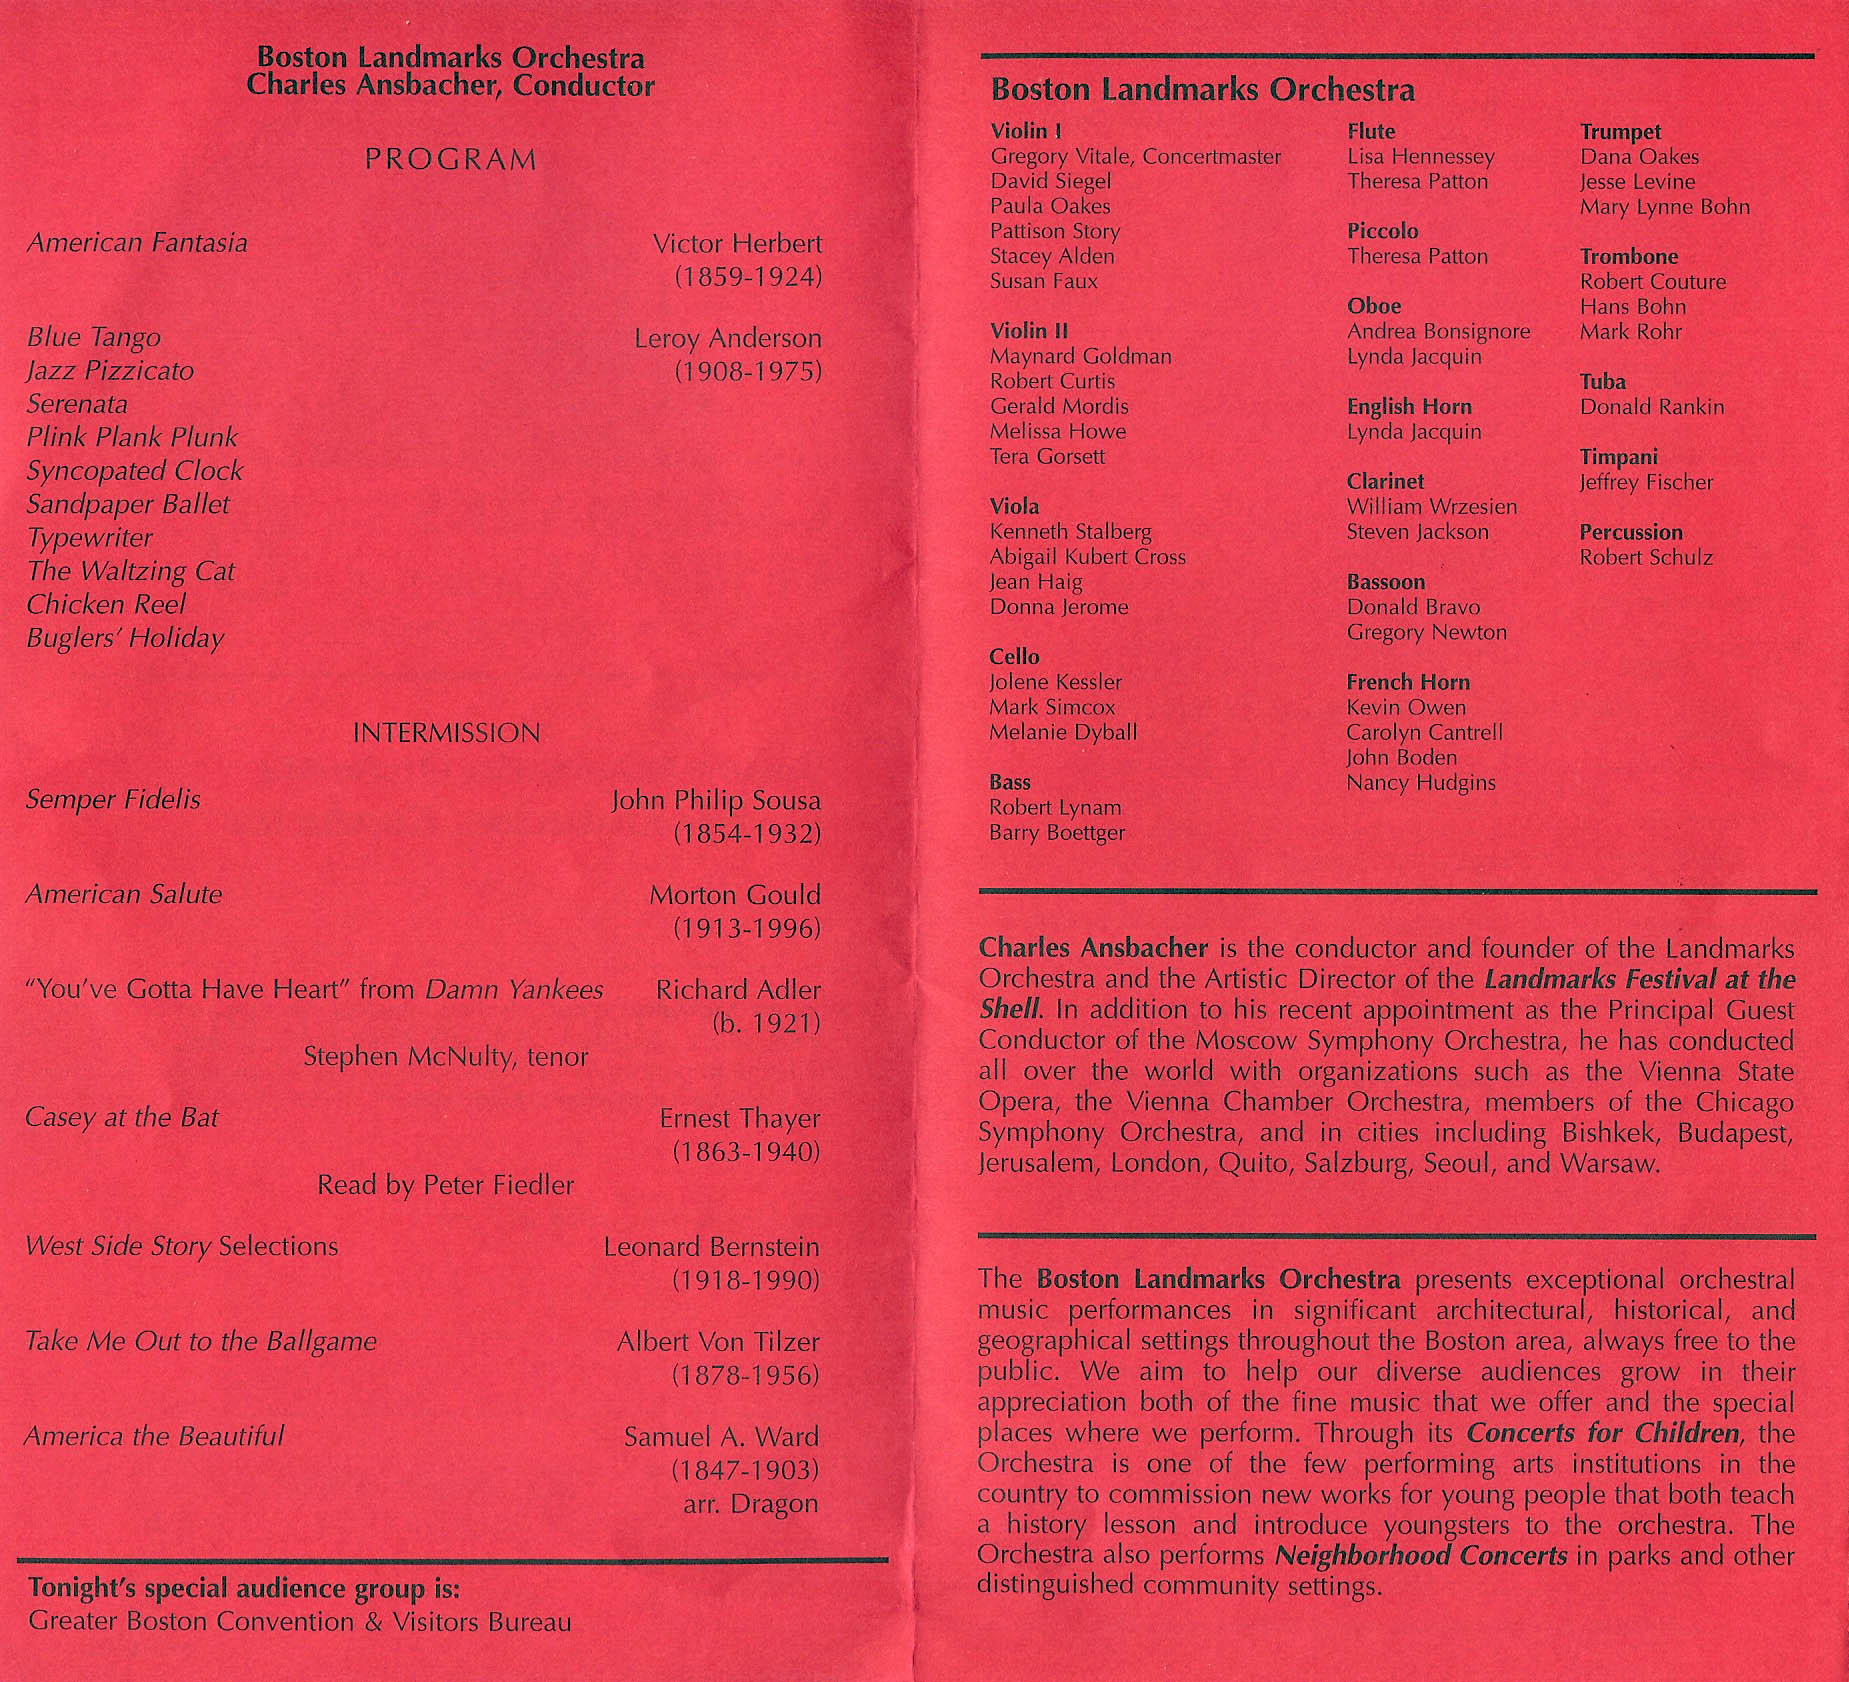 Boston Landmarks Orchestra
Charles Ansbacher, Conductor
PROGRAM
American Fantasia Victor Herbert
(1859-1924)
Blue Tango Leroy Anderson
Jazz Pizzicato (1908-1975)
Serenata
Plink Plank Plunk
Syncopated Clock
Sandpaper Ballet
Typewriter
The Waltzing Cat
Chicken Reel
Buglers' Holiday
INTERMISSION
Semper Fidelis John Philip Sousa
(1854-1932)
American Salute Morton Gould
(1913-1996)
"You've Gotta Have Heart" from Damn Yankees Richard Adler
(b. 1921)
Stephen McNulty, tenor
Casey at the Bat Ernest Thayer
(1863-1940)
Read by Peter Fiedler
West Side Story Selections Leonard Bernstein
(1918-1990)
Take Me Out to the Ballgame Albert Von Tilzer
(1878-1956)
America the Beautiful Samuel A. Ward
(1847-1903)
arr. Dragon
Tonight's special audience group is:
Greater Boston Convention & Visitors Bureau
Boston Landmarks Orchestra
Violin I
Gregory Vitale, Concertmaster
David Siegel
Paula Oakes
Pattison Story
Stacey Alden
Susan Faux
Violin II
Maynard Goldman
Robert Curtis
Gerald Mordis
Melissa Howe
Tera Gorsett
Viola
Kenneth Stalberg
Abigail Kubert Cross
Jean Haig
Donna Jerome
Cello
Jolene Kessler
Mark Simcox
Melanie Dyball
Bass
Robert Lynam
Barry Boettger
Flute
Lisa Hennessey
Theresa Patton
Piccolo
Theresa Patton
Oboe
Andrea Bonsignore
Lynda Jacquin
English Horn
Lynda Jacquin
Clarinet
William Wrzesien
Steven Jackson
Bassoon
Donald Bravo
Gregory Newton
French Horn
Kevin Owen
Carolyn Cantrell
John Boden
Nancy Hudgins
Trumpet
Dana Oakes
Jesse Levine
Mary Lynne Bohn
Trombone
Robert Couture
Hans Bohn
Mark Rohr
Tuba
Donald Rankin
Timpani
Jeffrey Fischer
Percussion
Robert Schulz
Charles Ansbacher is the conductor and founder of the Landmarks
Orchestra and the Artistic Director of the Landmarks Festival at the
Shell. In addition to his recent appointment as the Principal Guest
Conductor of the Moscow Symphony Orchestra, he has conducted
all over the world with organizations such as the Vienna State
Opera, the Vienna Chamber Orchestra, members of the Chicago
Symphony Orchestra, and in cities including Bishkek, Budapest,
Jerusalem, London, Quito, Salzburg, Seoul, and Warsaw.
The Boston Landmarks Orchestra presents exceptional orchestral
music performances in significant architectural, historical, and
geographical settings throughout the Boston area, always free to the
public. We aim to help our diverse audiences grow in their
appreciation both of the fine music that we offer and the special
places where we perform. Through its Concerts for Children, the
Orchestra is one of the few performing arts institutions in the
country to commission new works for young people that both teach
a history lesson and introduce youngsters to the orchestra. The
Orchestra also performs Neighborhood Concerts in parks and other
distinguished community settings.